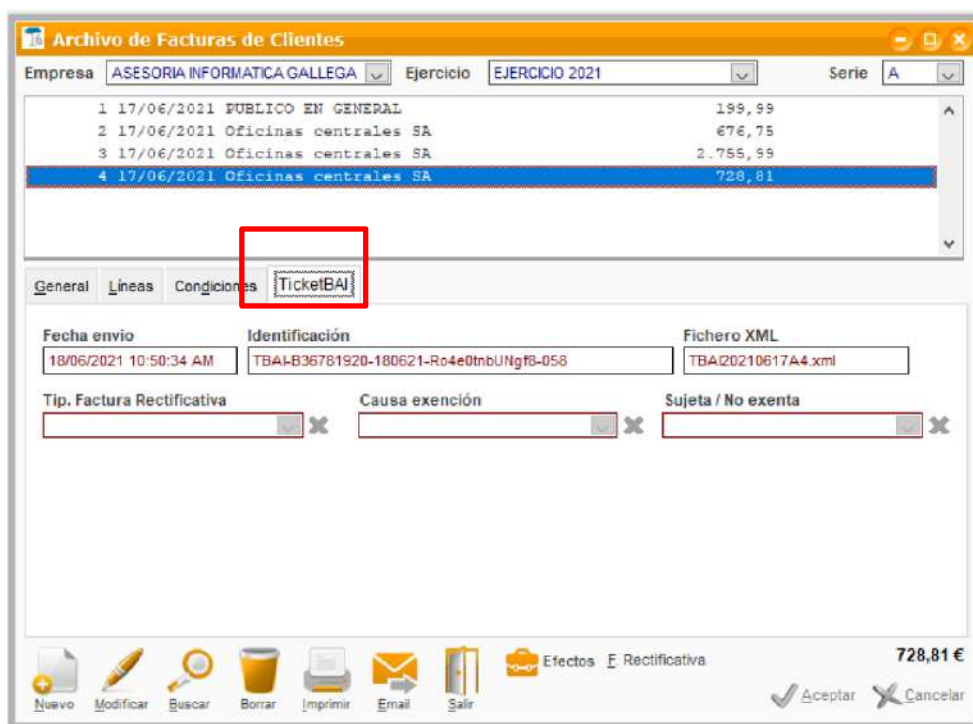 Archivo de Facturas de Clientes
Empresa ASESORIA INFORMATICA GALLEGA Ejercicio EJERCICIO 2021 Serie A
1 17/06/2021 PUBLICO EN GENERAL 199,99
2 17/06/2021 Oficinas centrales SA 676,75
3 17/06/2021 Oficinas centrales SA 2.755,99
4 17/06/2021 Oficinas centrales SA 728,81
General Líneas Condiciones TicketBAI
Fecha envio Identificación Fichero XML
18/06/2021 10:50:34 AM TBAI-B36781920-180621-Ro4e0tnbUNgf8-058 TBAI20210617A4.xml
Tip. Factura Rectificativa Causa exención Sujeta / No exenta
Efectos F. Rectificativa 728,81 €
Nuevo Modificar Buscar Borrar Imprimir Email Salir Aceptar Cancelar